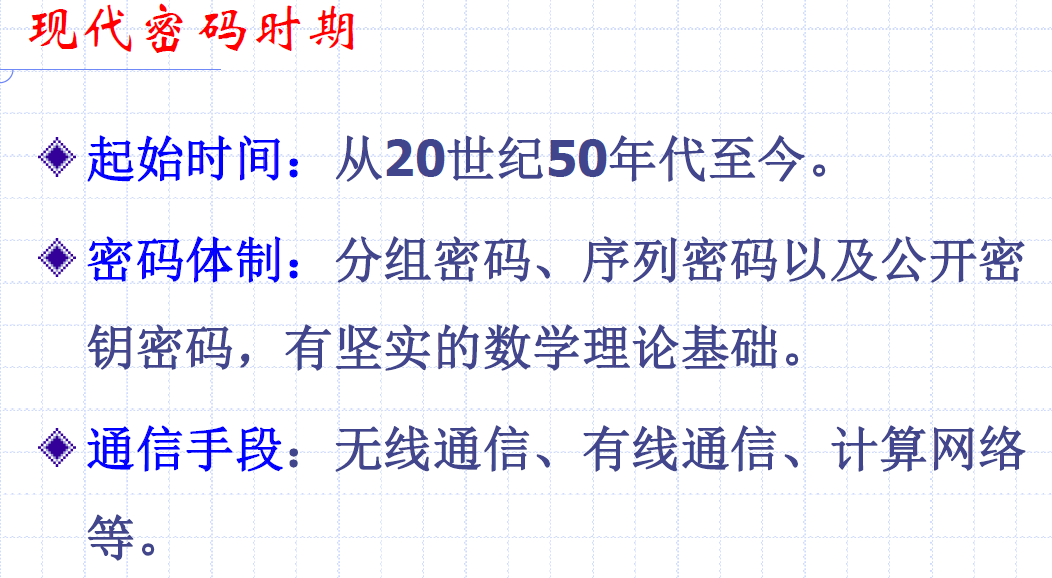 现代密码时期
起始时间：从20世纪50年代至今。
密码体制：分组密码、序列密码以及公开密
钥密码，有坚实的数学理论基础。
通信手段：无线通信、有线通信、计算网络
等。